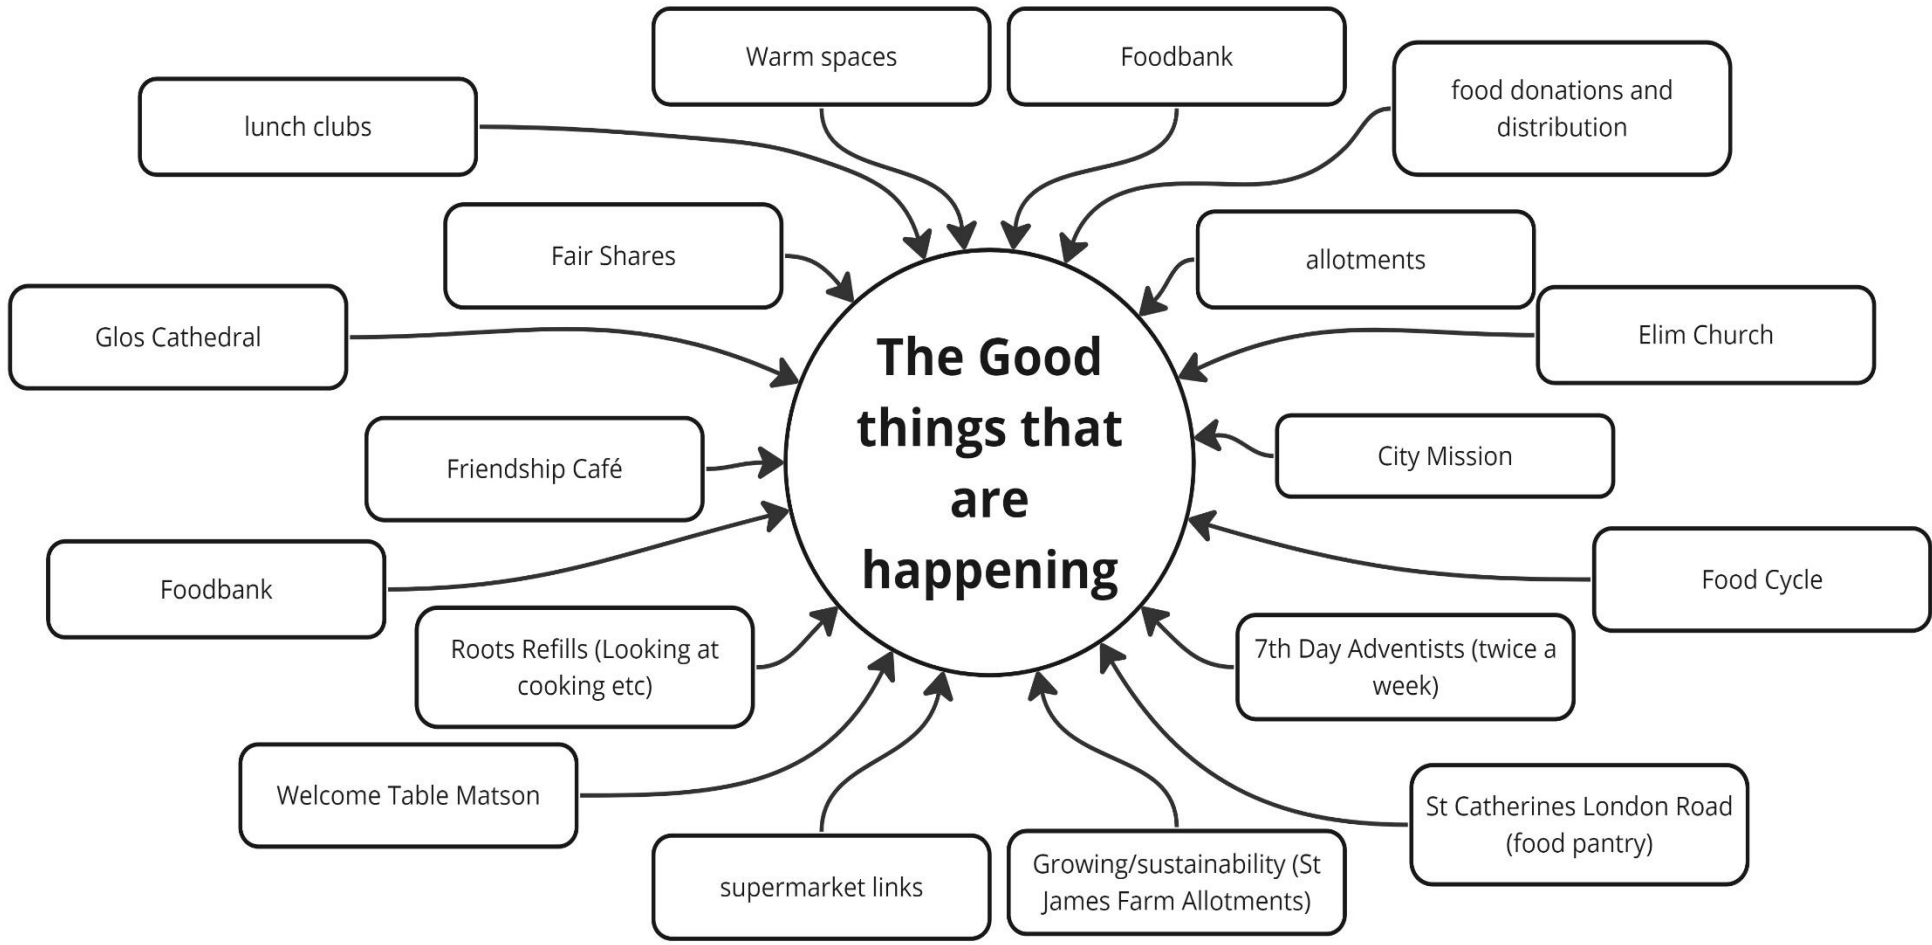 Warm spaces
Foodbank
food donations and
distribution
lunch clubs
Fair Shares
allotments
Glos Cathedral
Elim Church
The Good
things that
are
happening
Friendship Café
City Mission
Foodbank
Food Cycle
Roots Refills (Looking at
cooking etc)
7th Day Adventists (twice a
week)
Welcome Table Matson
St Catherines London Road
(food pantry)
supermarket links
Growing/sustainability (St
James Farm Allotments)